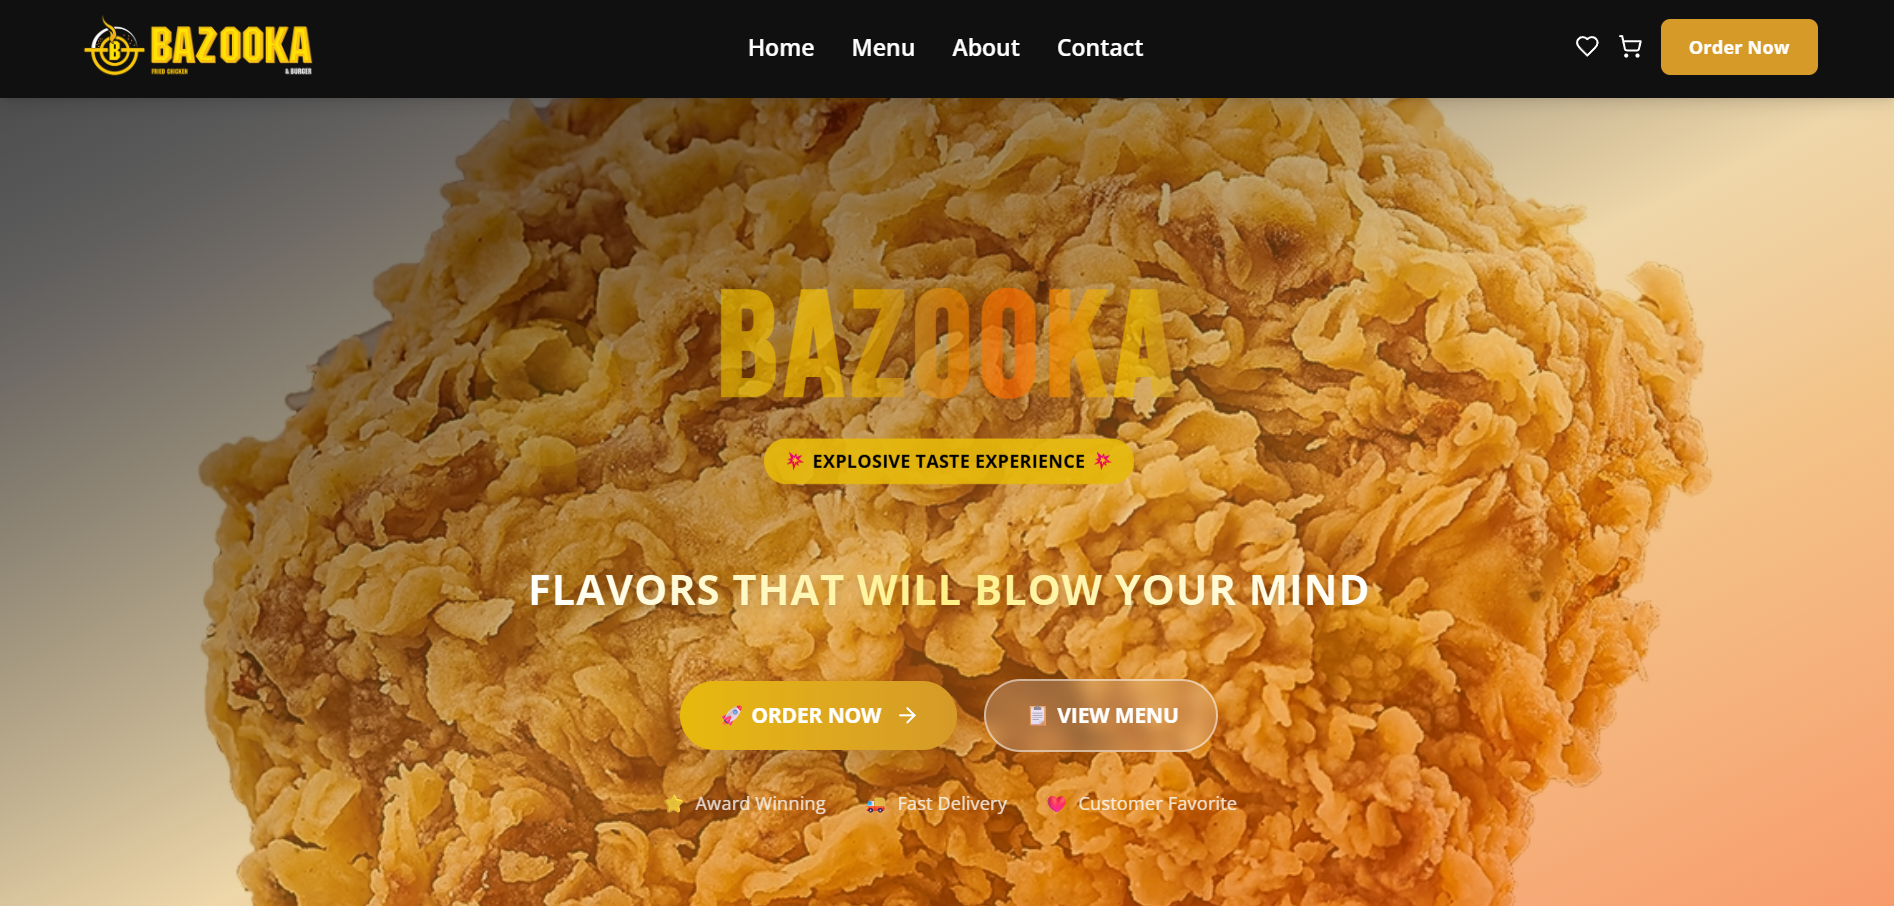 B BAZOOKA
FRIED CHICKEN & BURGER
Home Menu About Contact
Order Now
BAZOOKA
💥 EXPLOSIVE TASTE EXPERIENCE 💥
FLAVORS THAT WILL BLOW YOUR MIND
🚀 ORDER NOW →
📋 VIEW MENU
⭐ Award Winning 🚚 Fast Delivery 💖 Customer Favorite